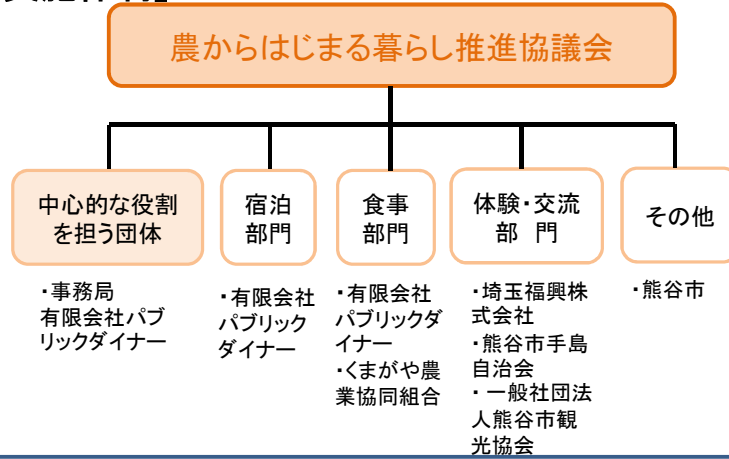 農からはじまる暮らし推進協議会
中心的な役割
を担う団体
・事務局
有限会社パブ
リックダイナー
宿泊
部門
・有限会社
パブリック
ダイナー
食事
部門
・有限会社
パブリックダ
イナー
・くまがや農
業協同組合
体験・交流
部 門
・埼玉福興株
式会社
・熊谷市手島
自治会
・一般社団法
人熊谷市観
光協会
その他
・熊谷市